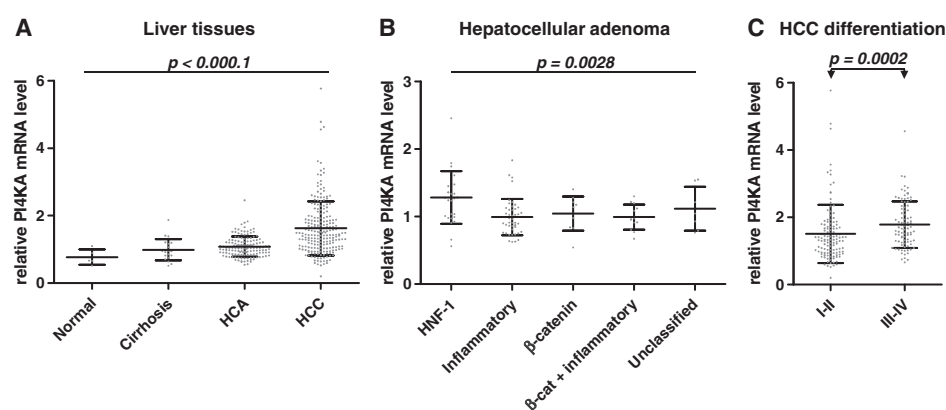 A Liver tissues
p < 0.000.1
relative PI4KA mRNA level
6
4
2
0
Normal
Cirrhosis
HCA
HCC
B Hepatocellular adenoma
p = 0.0028
relative PI4KA mRNA level
3
2
1
0
HNF-1
Inflammatory
β-catenin
β-cat + inflammatory
Unclassified
C HCC differentiation
p = 0.0002
relative PI4KA mRNA level
6
4
2
0
I-II
III-IV